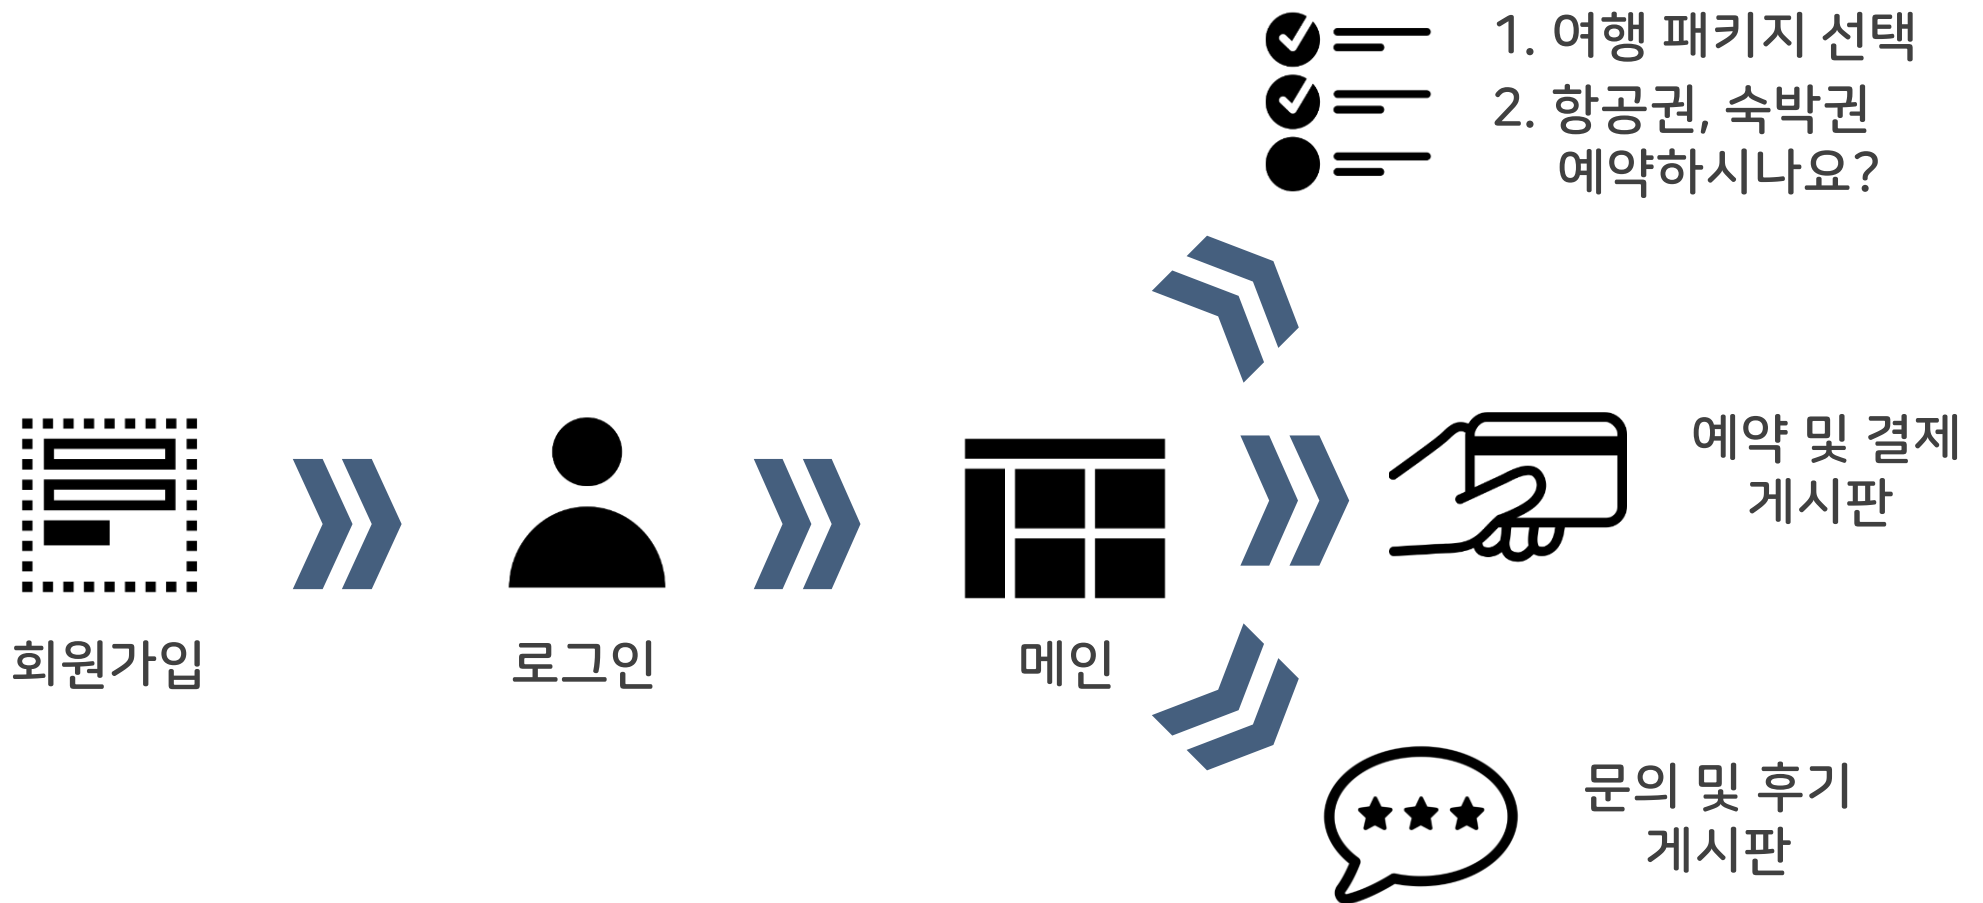 1. 여행 패키지 선택
2. 항공권, 숙박권
예약하시나요?
회원가입
로그인
메인
예약 및 결제
게시판
문의 및 후기
게시판